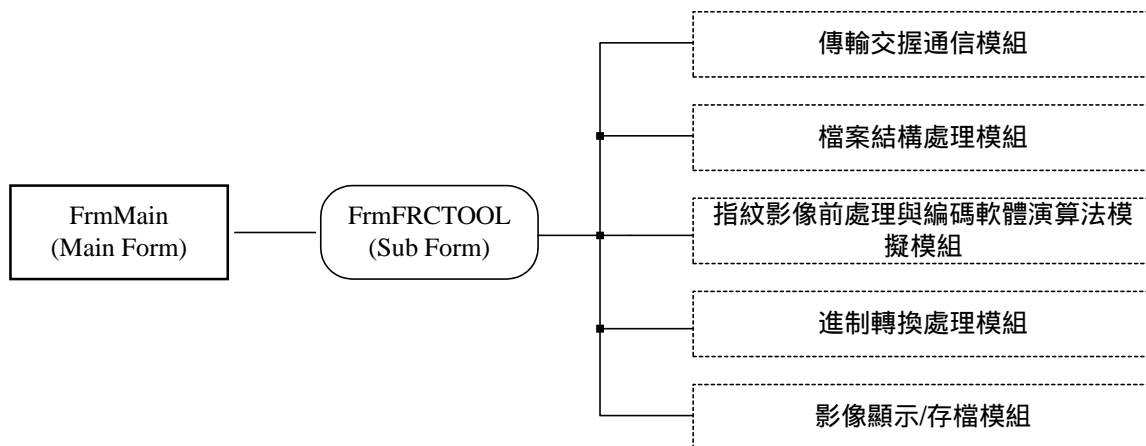 傳輸交握通信模組
檔案結構處理模組
FrmMain
(Main Form)
FrmFRCTOOL
(Sub Form)
指紋影像前處理與編碼軟體演算法模
擬模組
進制轉換處理模組
影像顯示/存檔模組